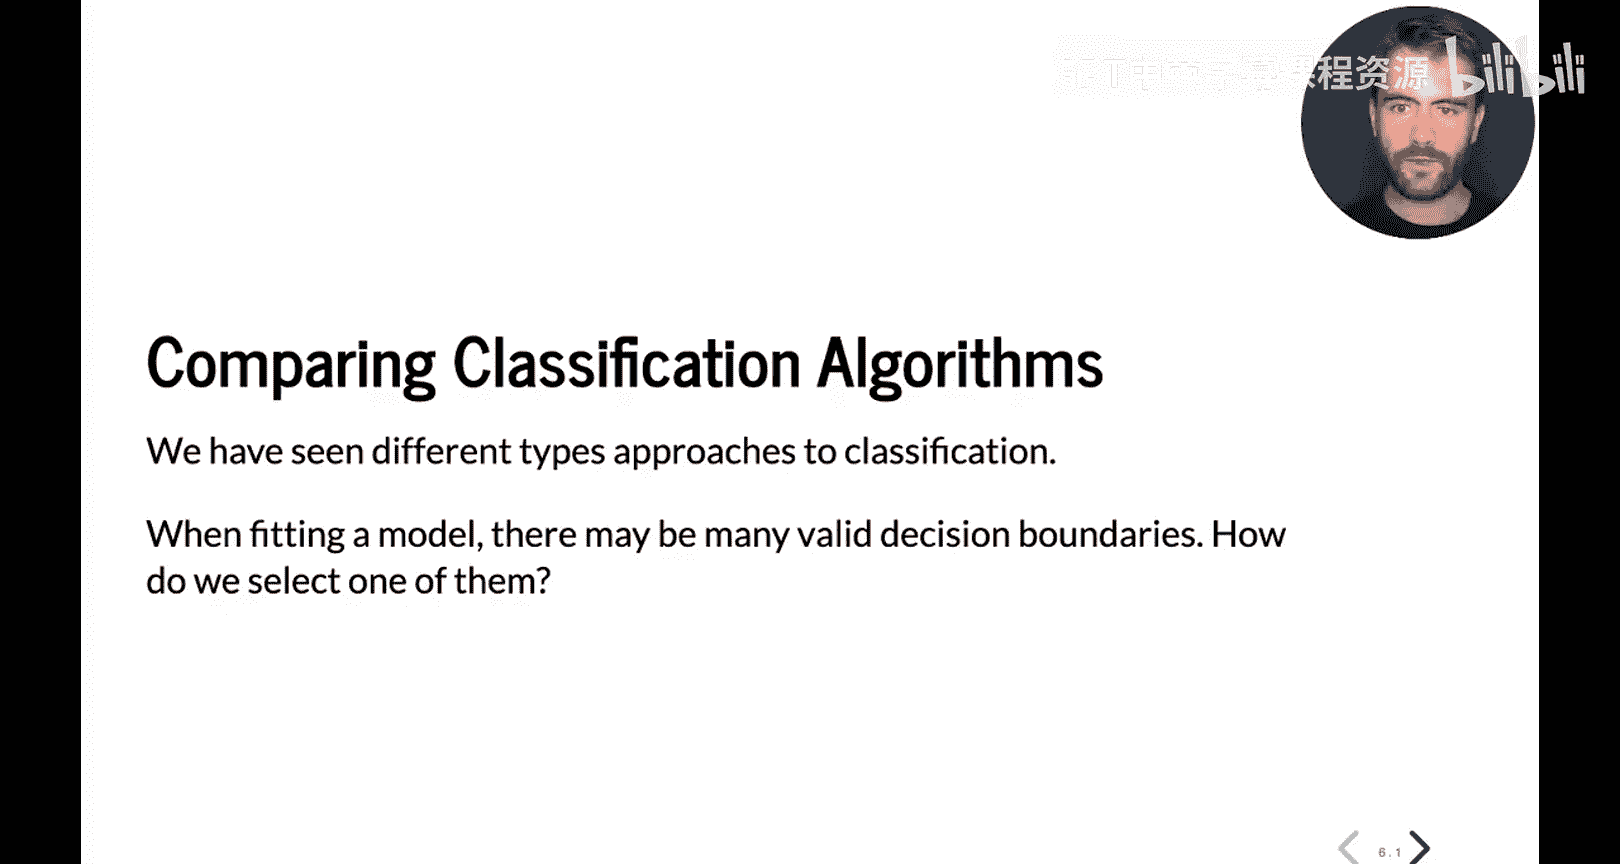 程资源 bilibili
Comparing Classification Algorithms
We have seen different types approaches to classification.
When fitting a model, there may be many valid decision boundaries. How
do we select one of them?
6.1